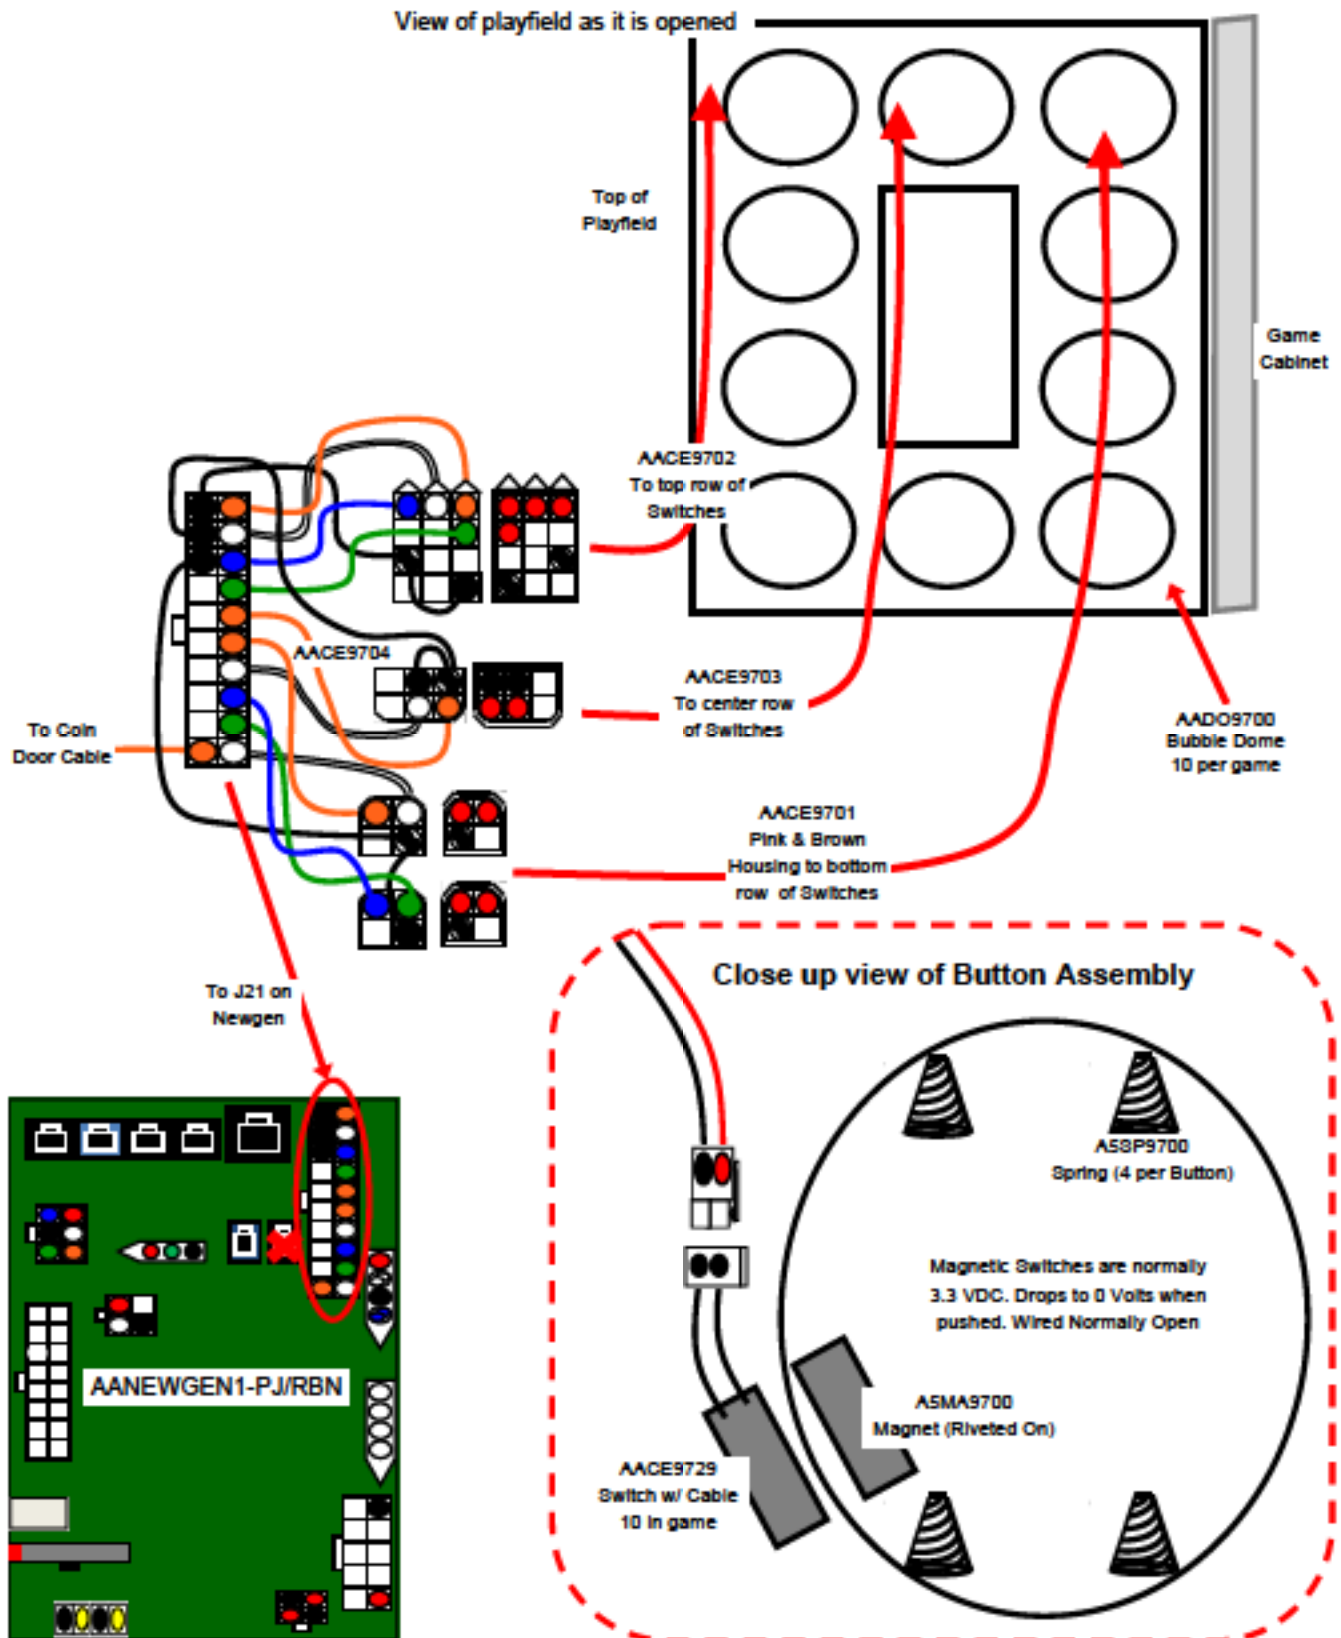 View of playfield as it is opened
Top of
Playfield
Game
Cabinet
AACE9702
To top row of
Switches
AACE9704
AACE9703
To center row
of Switches
To Coin
Door Cable
AADO9700
Bubble Dome
10 per game
AACE9701
Pink & Brown
Housing to bottom
row of Switches
To J21 on
Newgen
Close up view of Button Assembly
A5SP9700
Spring (4 per Button)
Magnetic Switches are normally
3.3 VDC. Drops to 0 Volts when
pushed. Wired Normally Open
AANEWGEN1-PJ/RBN
A5MA9700
Magnet (Riveted On)
AACE9729
Switch w/ Cable
10 in game